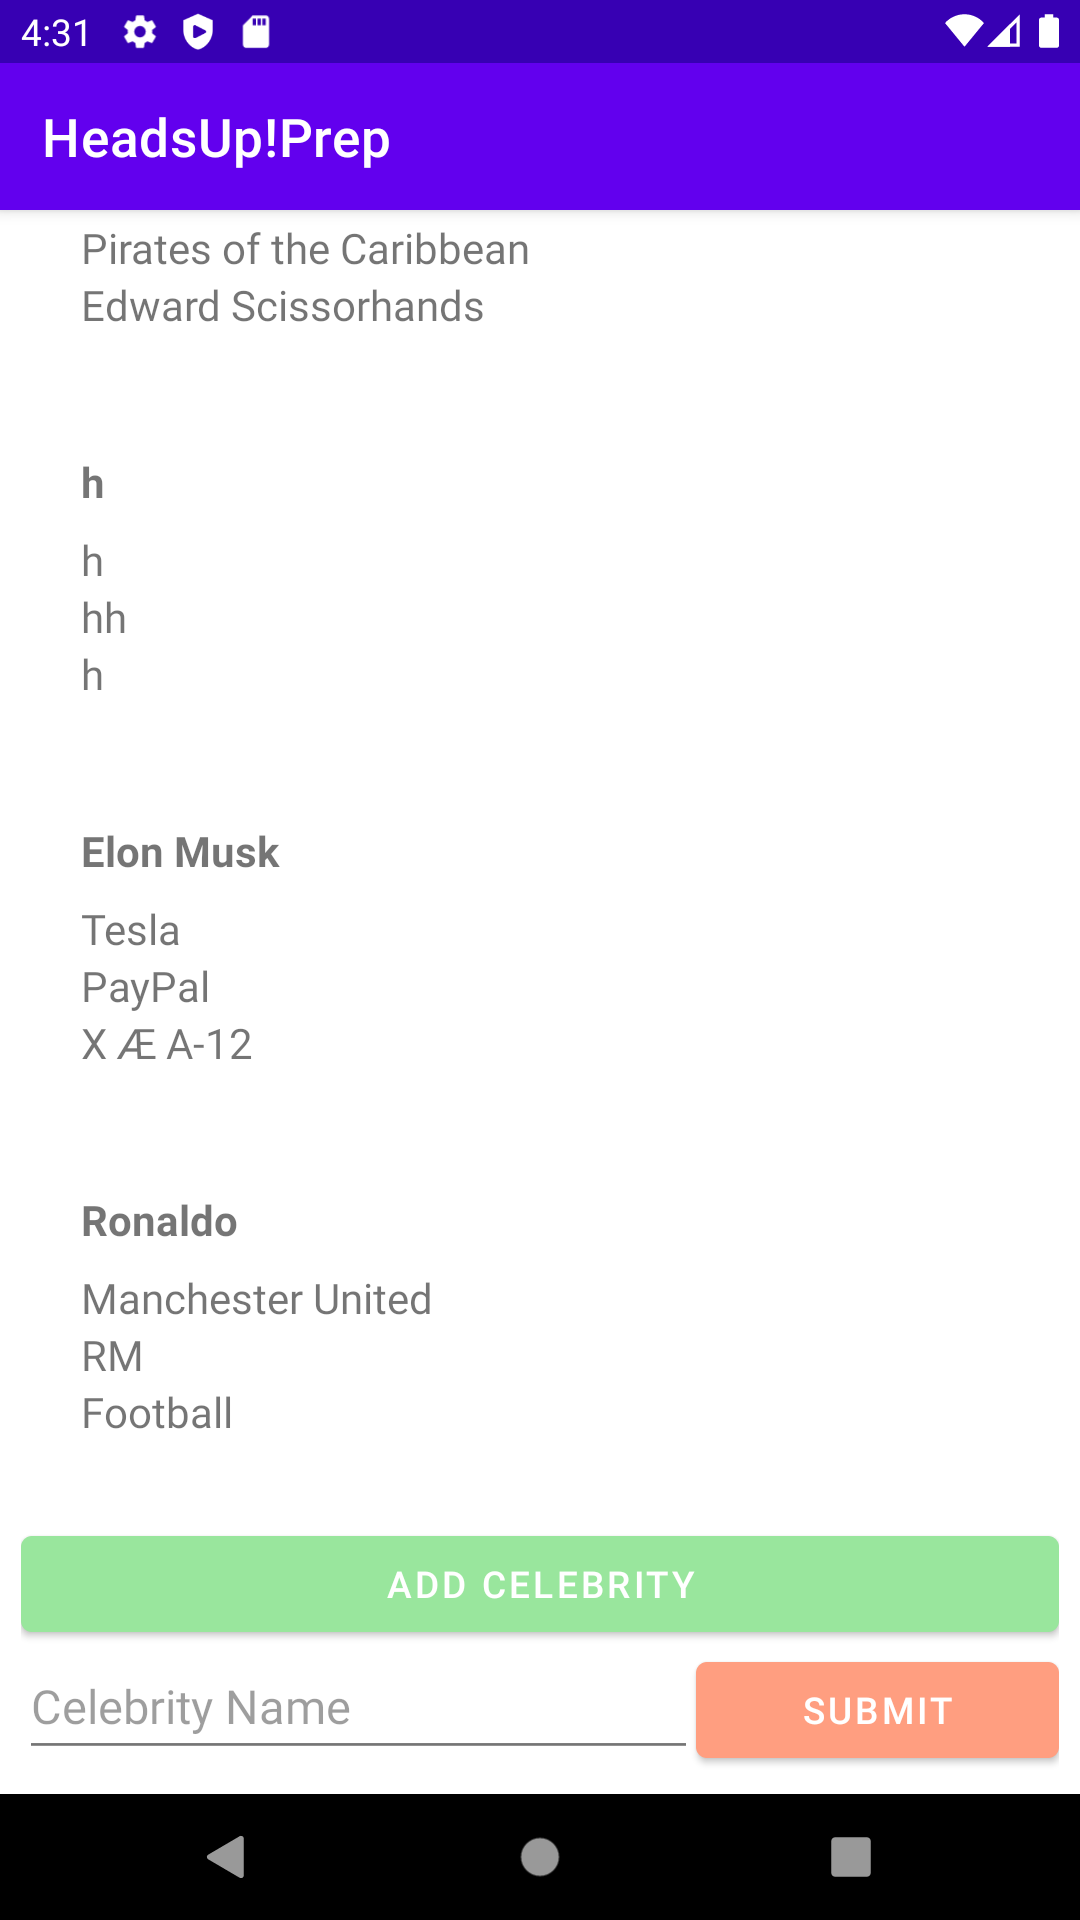 4:31
HeadsUp!Prep
Pirates of the Caribbean
Edward Scissorhands
h
h
hh
h
Elon Musk
Tesla
PayPal
X Æ A-12
Ronaldo
Manchester United
RM
Football
ADD CELEBRITY
Celebrity Name
SUBMIT